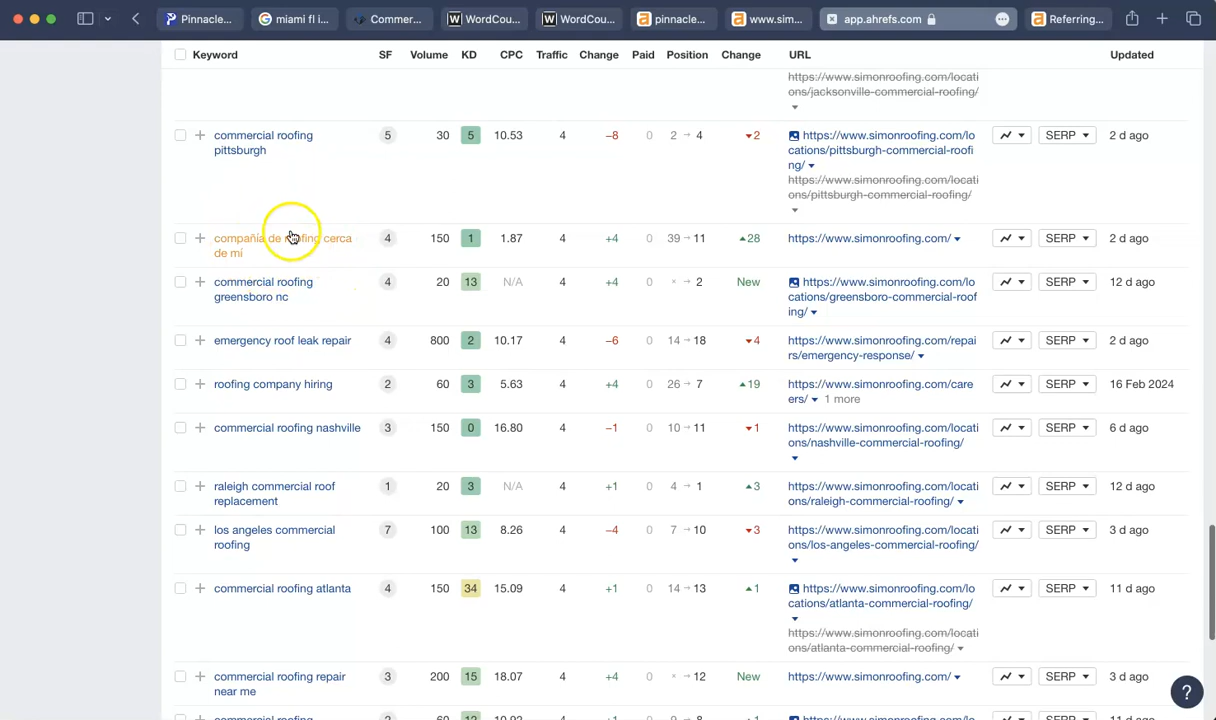 Pinnacle...
miami fl i...
Commer...
WordCou...
WordCou...
pinnacle...
www.sim...
app.ahrefs.com
Referring...
Keyword SF Volume KD CPC Traffic Change Paid Position Change URL Updated
https://www.simonroofing.com/locati
ons/jacksonville-commercial-roofing/
commercial roofing
pittsburgh
5 30 5 10.53 4 −8 0 2 → 4 2
https://www.simonroofing.com/lo
cations/pittsburgh-commercial-roofi
ng/
https://www.simonroofing.com/locati
ons/pittsburgh-commercial-roofing/
SERP 2 d ago
compañia de roofing cerca
de mí
4 150 1 1.87 4 +4 0 39 → 11 28
https://www.simonroofing.com/
SERP 2 d ago
commercial roofing
greensboro nc
4 20 13 N/A 4 +4 0 × → 2 New
https://www.simonroofing.com/lo
cations/greensboro-commercial-roof
ing/
SERP 12 d ago
emergency roof leak repair
4 800 2 10.17 4 −6 0 14 → 18 4
https://www.simonroofing.com/repai
rs/emergency-response/
SERP 2 d ago
roofing company hiring
2 60 3 5.63 4 +4 0 26 → 7 19
https://www.simonroofing.com/care
ers/ 1 more
SERP 16 Feb 2024
commercial roofing nashville
3 150 0 16.80 4 −1 0 10 → 11 1
https://www.simonroofing.com/locati
ons/nashville-commercial-roofing/
SERP 6 d ago
raleigh commercial roof
replacement
1 20 3 N/A 4 +1 0 4 → 1 3
https://www.simonroofing.com/locati
ons/raleigh-commercial-roofing/
SERP 12 d ago
los angeles commercial
roofing
7 100 13 8.26 4 −4 0 7 → 10 3
https://www.simonroofing.com/locati
ons/los-angeles-commercial-roofing/
SERP 3 d ago
commercial roofing atlanta
4 150 34 15.09 4 +1 0 14 → 13 1
https://www.simonroofing.com/lo
cations/atlanta-commercial-roofing/
https://www.simonroofing.com/locati
ons/atlanta-commercial-roofing/
SERP 11 d ago
commercial roofing repair
near me
3 200 15 18.07 4 +4 0 × → 12 New
https://www.simonroofing.com/
SERP 3 d ago
?